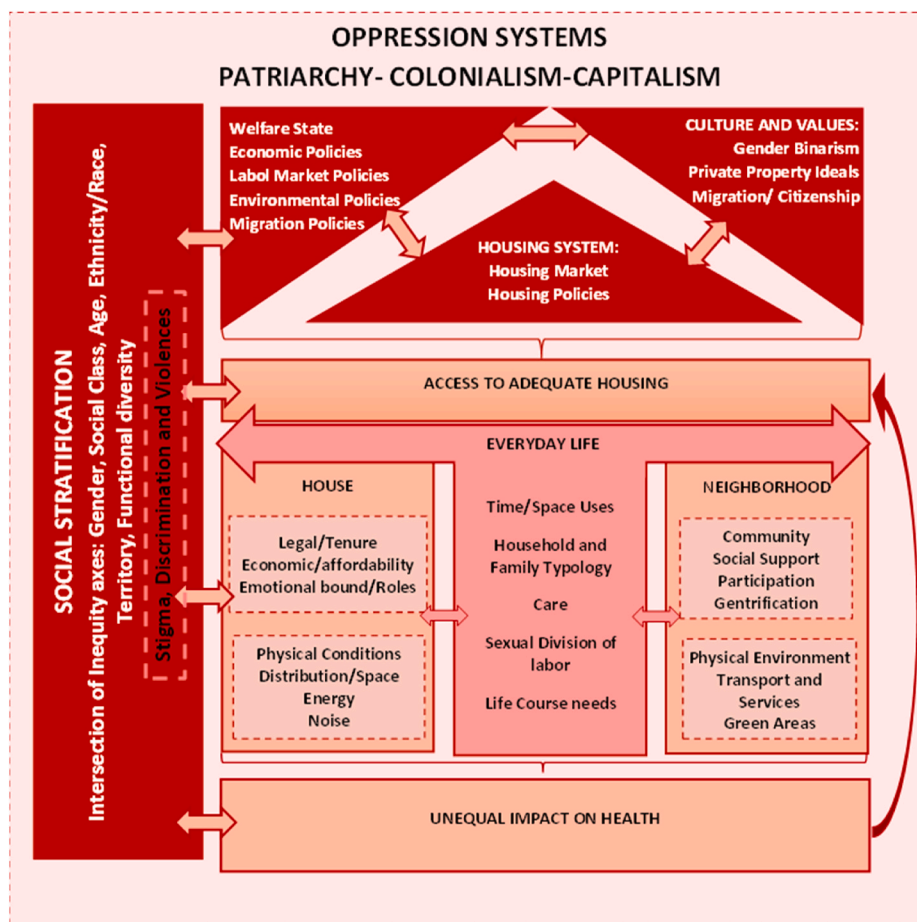 OPPRESSION SYSTEMS
PATRIARCHY- COLONIALISM-CAPITALISM
SOCIAL STRATIFICATION
Intersection of Inequity axes: Gender, Social Class, Age, Ethnicity/Race,
Territory, Functional diversity
Stigma, Discrimination and Violences
Welfare State
Economic Policies
Labol Market Policies
Environmental Policies
Migration Policies
CULTURE AND VALUES:
Gender Binarism
Private Property Ideals
Migration/ Citizenship
HOUSING SYSTEM:
Housing Market
Housing Policies
ACCESS TO ADEQUATE HOUSING
EVERYDAY LIFE
HOUSE
Legal/Tenure
Economic/affordability
Emotional bound/Roles
Physical Conditions
Distribution/Space
Energy
Noise
Time/Space Uses
Household and
Family Typology
Care
Sexual Division of
labor
Life Course needs
NEIGHBORHOOD
Community
Social Support
Participation
Gentrification
Physical Environment
Transport and
Services
Green Areas
UNEQUAL IMPACT ON HEALTH